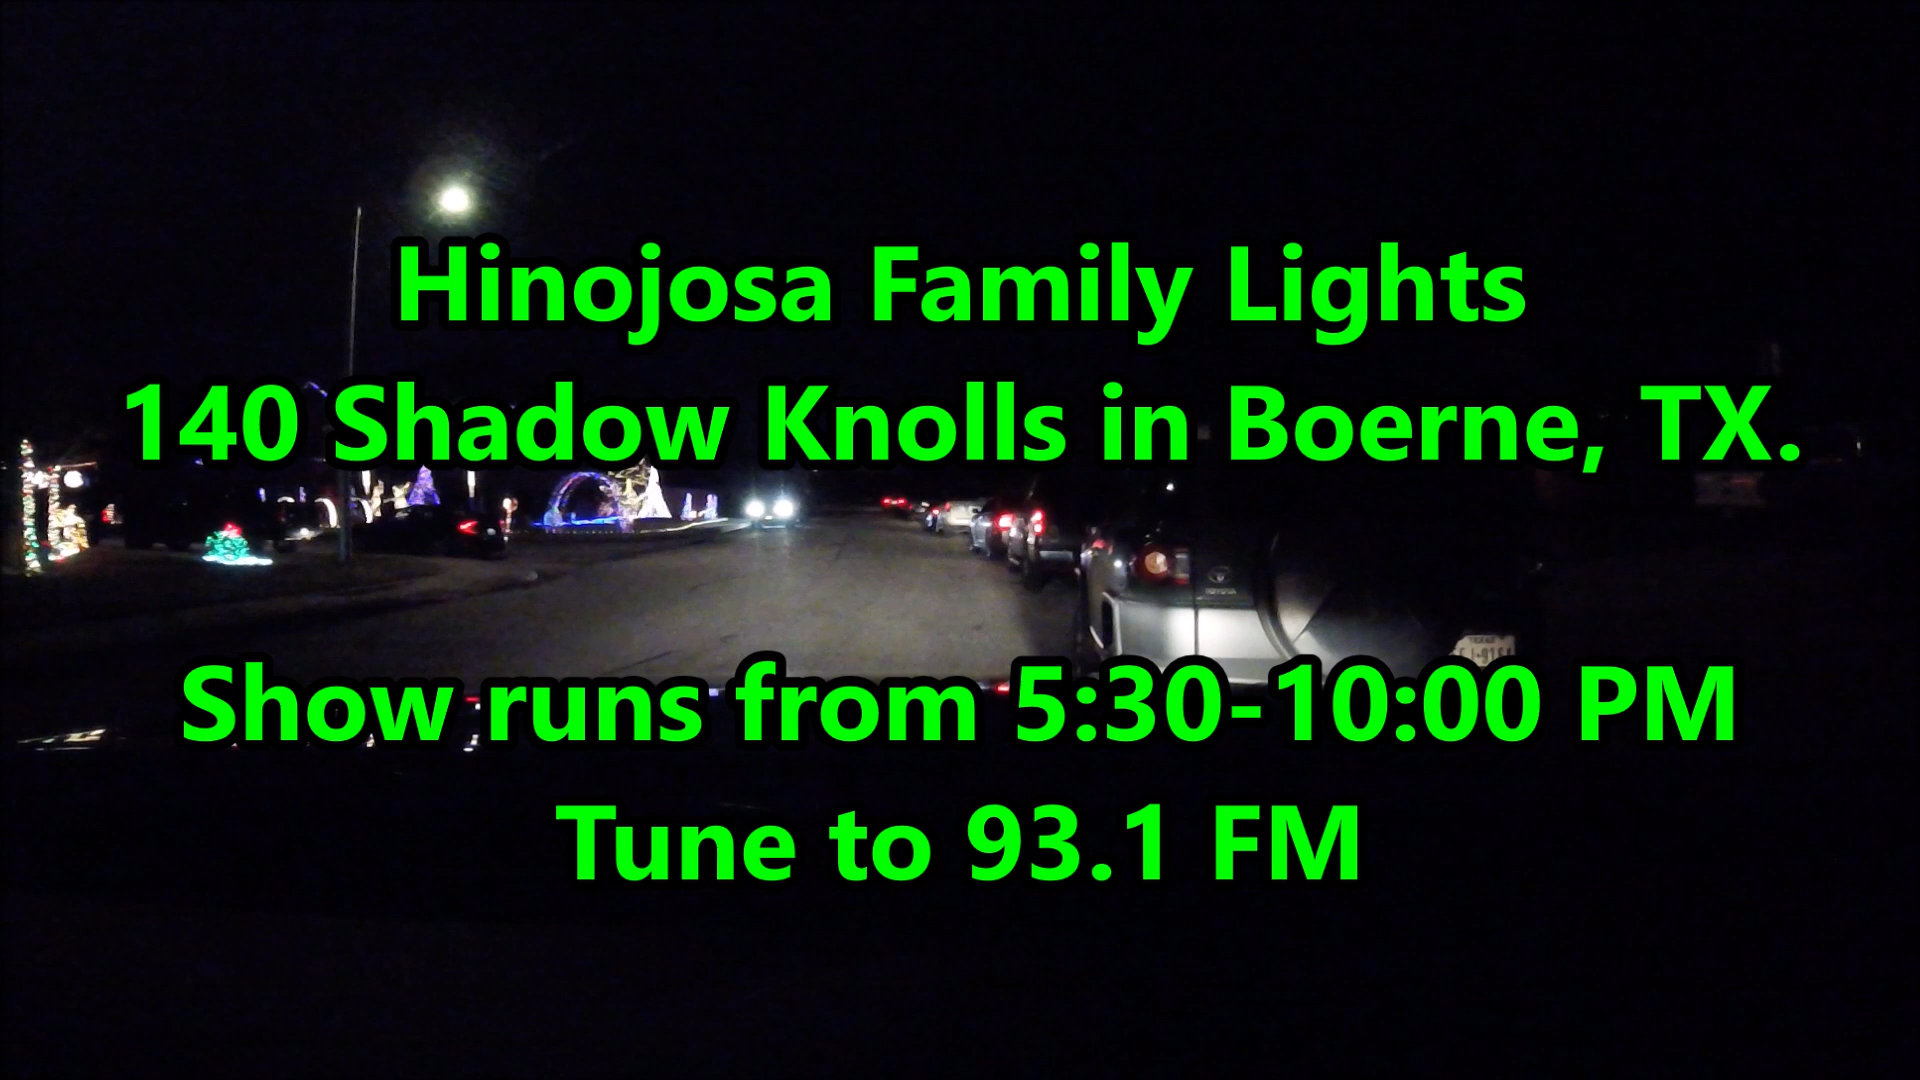 Hinojosa Family Lights
140 Shadow Knolls in Boerne, TX.
TEXAS
Show runs from 5:30-10:00 PM
Tune to 93.1 FM